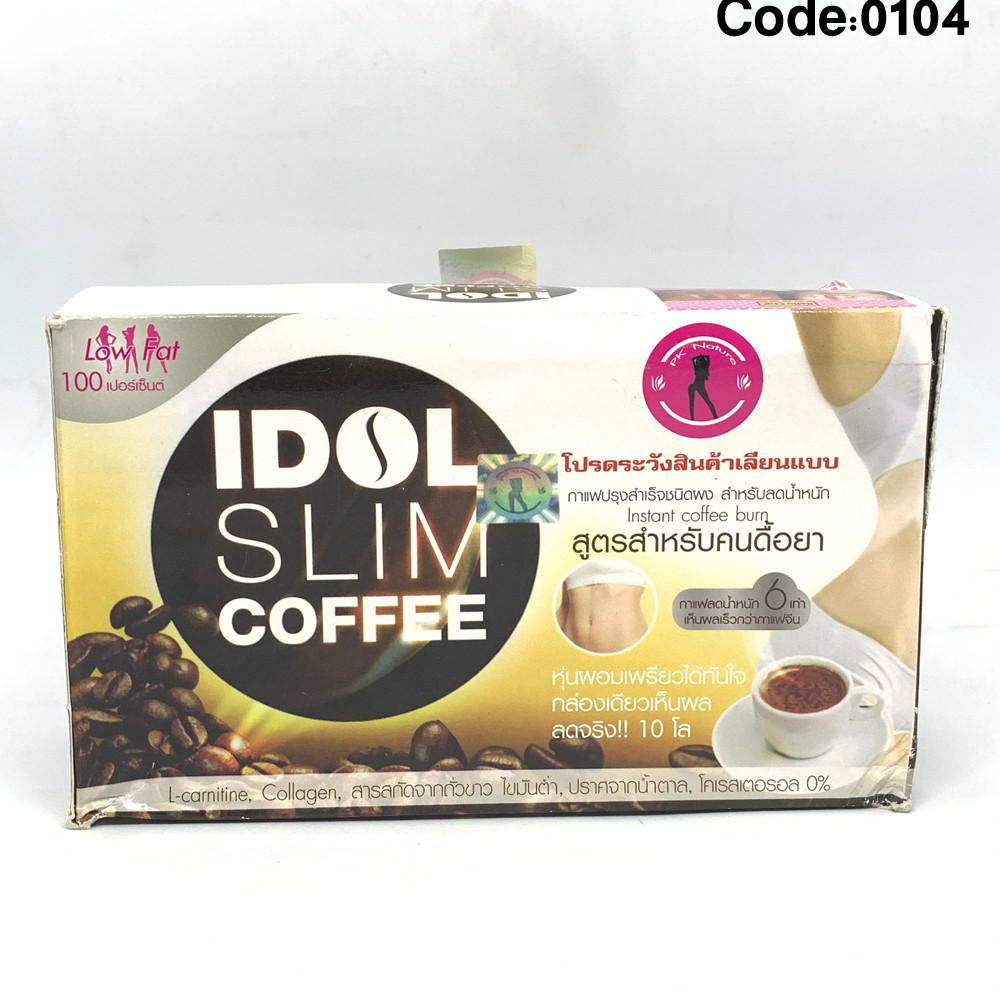 Code:0104
IDOL
Low Fat
100 เปอร์เซ็นต์
PK Nature
IDOL
SLIM
COFFEE
โปรดระวังสินค้าเลียนแบบ
กาแฟปรุงสำเร็จชนิดผง สำหรับลดน้ำหนัก
Instant coffee burn
สูตรสำหรับคนดื้อยา
กาแฟลดน้ำหนัก 6 เท่า
เห็นผลเร็วกว่ากาแฟจีน
หุ่นผอมเพรียวได้ทันใจ
กล่องเดียวเห็นผล
ลดจริง!! 10 โล
L-carnitine, Collagen, สารสกัดจากถั่วขาว ไขมันต่ำ, ปราศจากน้ำตาล, โคเรสเตอรอล 0%